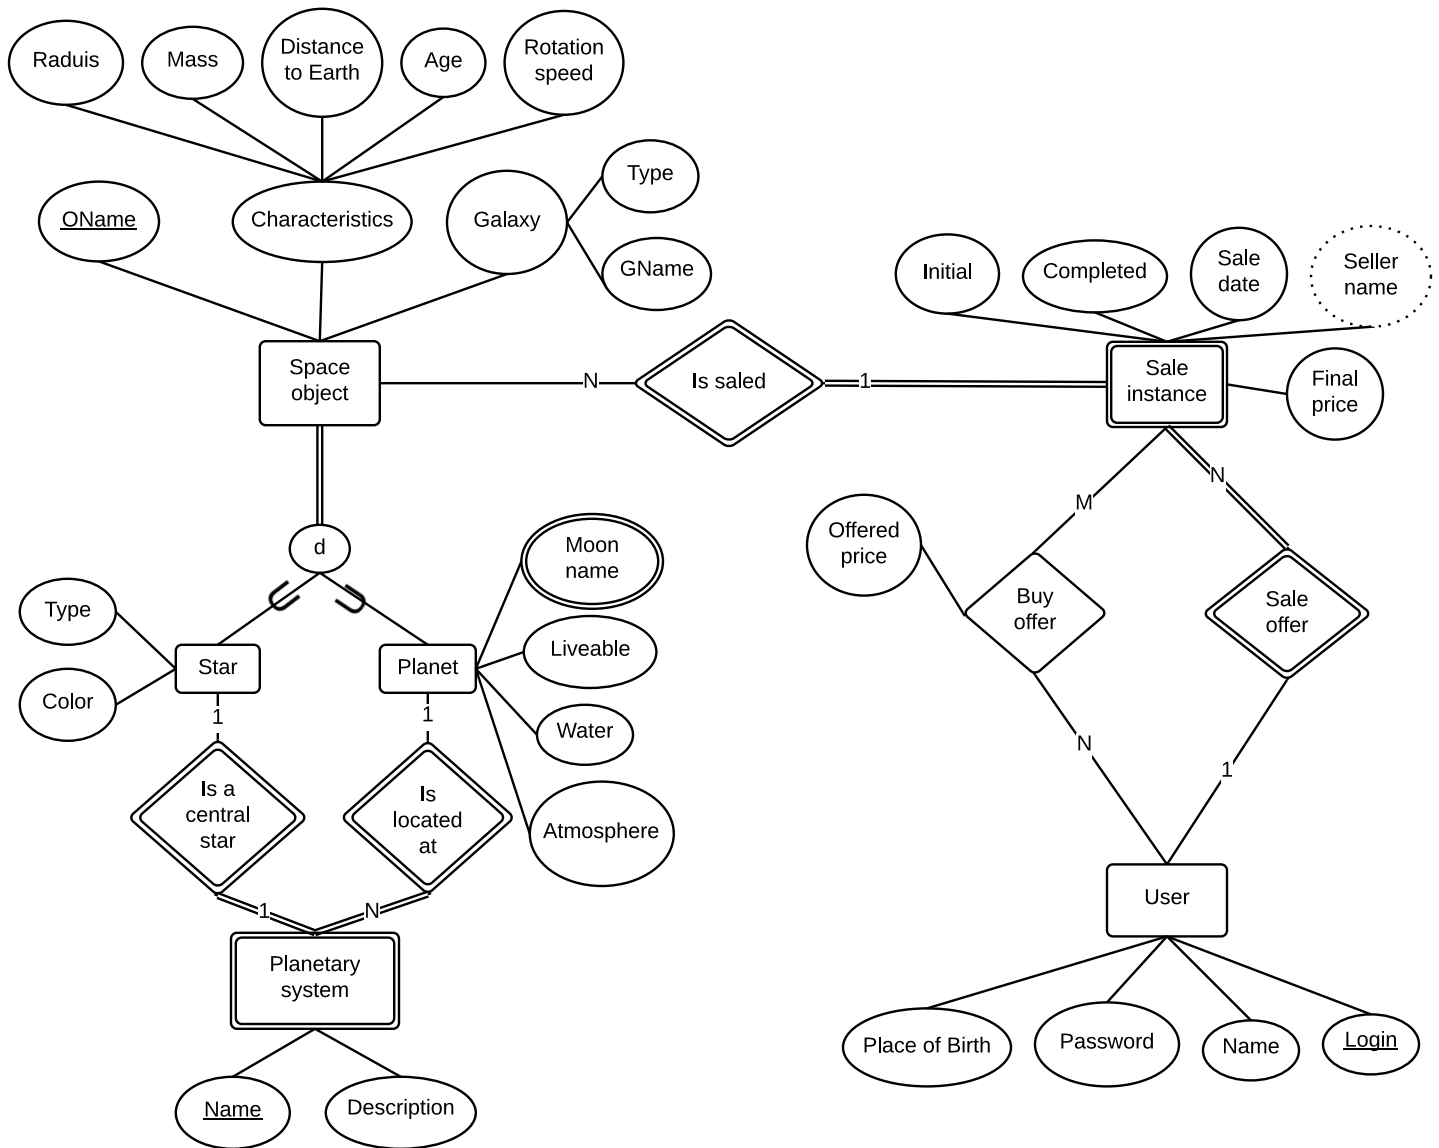 Raduis
Mass
Distance
to Earth
Age
Rotation
speed
OName
Characteristics
Galaxy
Type
GName
Initial
Completed
Sale
date
Seller
name
Space
object
N
Is saled
1
Sale
instance
Final
price
d
Moon
name
Offered
price
M
N
Type
Liveable
Buy
offer
Sale
offer
Star
Planet
Color
1
1
Water
N
1
Is a
central
star
Is
located
at
Atmosphere
1
N
User
Planetary
system
Place of Birth
Password
Name
Login
Name
Description